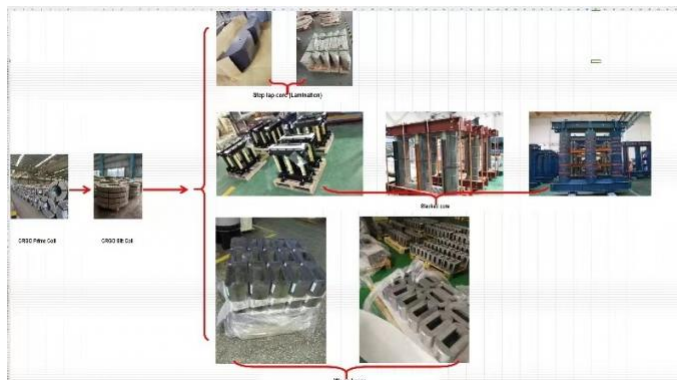 Step lap core (Lamination)
Stacked core
CRGO Prime Coil
CRGO Slit Coil